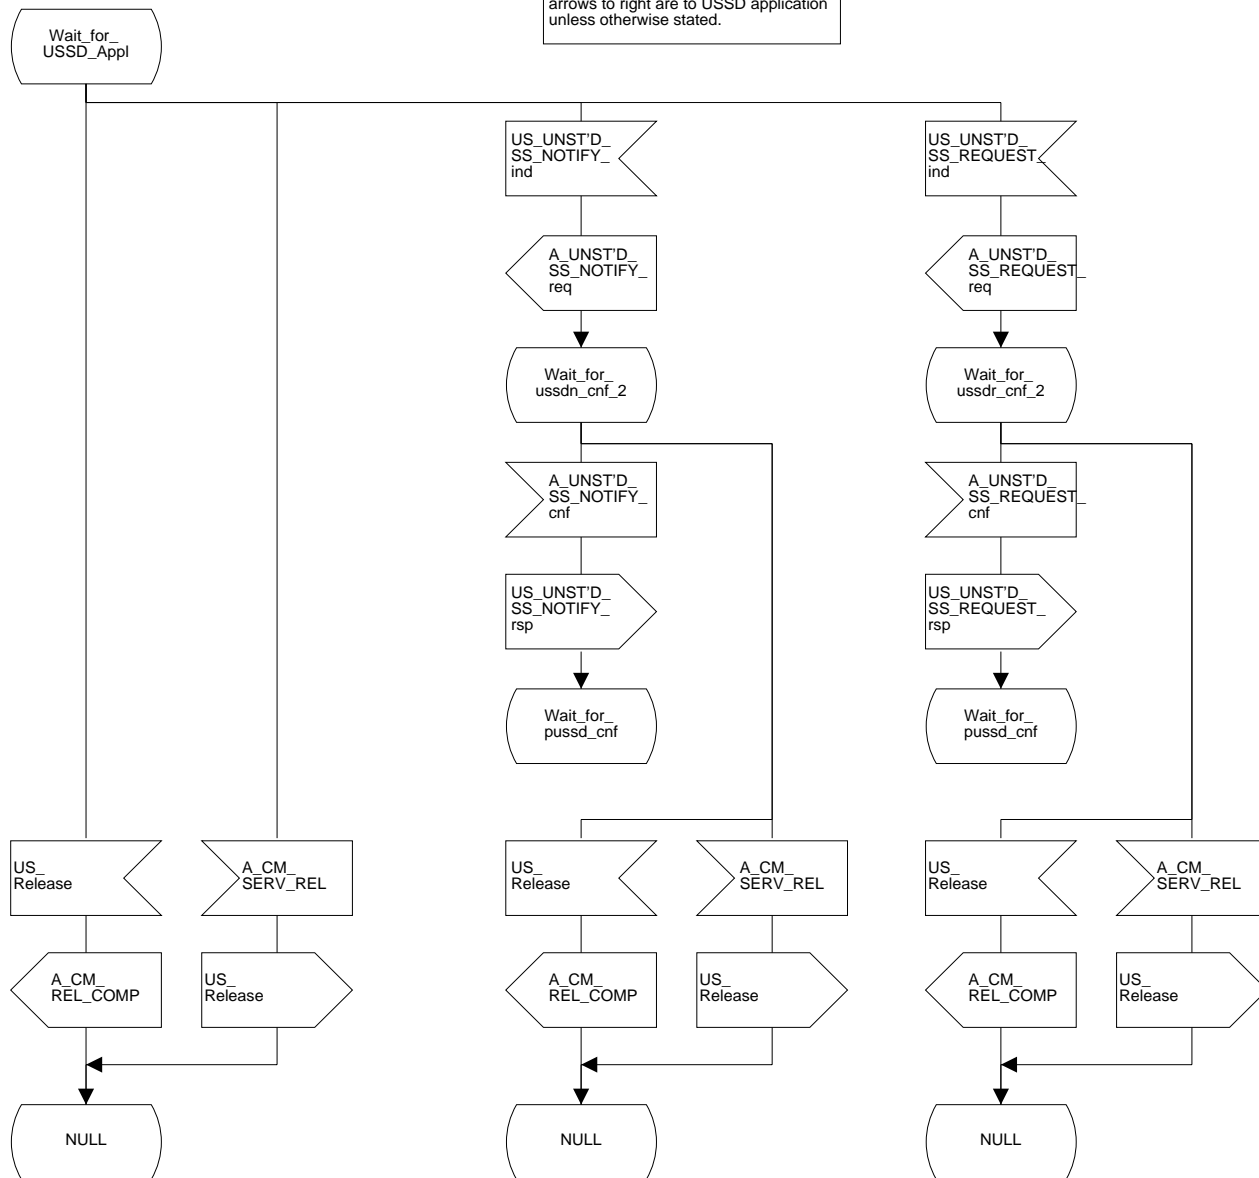 arrows to right are to USSD application
unless otherwise stated.
Wait_for_
USSD_Appl
US_UNST'D_
SS_NOTIFY_
ind
US_UNST'D_
SS_REQUEST_
ind
A_UNST'D_
SS_NOTIFY_
req
A_UNST'D_
SS_REQUEST_
req
Wait_for_
ussdn_cnf_2
Wait_for_
ussdr_cnf_2
A_UNST'D_
SS_NOTIFY_
cnf
A_UNST'D_
SS_REQUEST_
cnf
US_UNST'D_
SS_NOTIFY_
rsp
US_UNST'D_
SS_REQUEST_
rsp
Wait_for_
pussd_cnf
Wait_for_
pussd_cnf
US_
Release
A_CM_
SERV_REL
US_
Release
A_CM_
SERV_REL
US_
Release
A_CM_
SERV_REL
A_CM_
REL_COMP
US_
Release
A_CM_
REL_COMP
US_
Release
A_CM_
REL_COMP
US_
Release
NULL
NULL
NULL